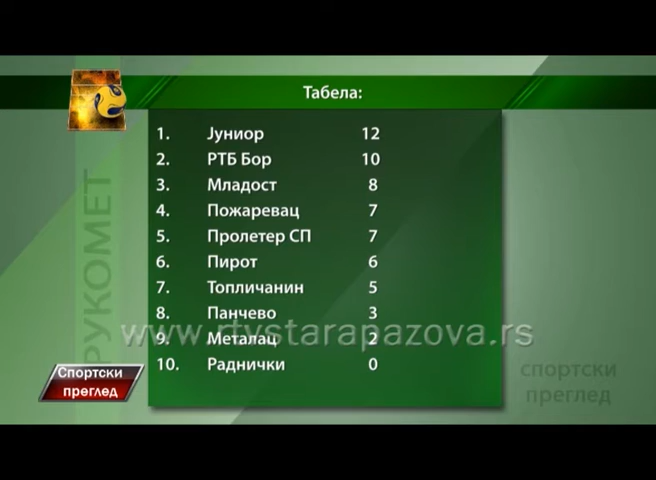 Табела:
1. Јуниор 12
2. РТБ Бор 10
3. Младост 8
4. Пожаревац 7
5. Пролетер СП 7
6. Пирот 6
7. Топличанин 5
8. Панчево 3
www.rtvstarapazova.rs
9. Металац 2
10. Раднички 0
РУКОМЕТ
Спортски
преглед
спортски
преглед